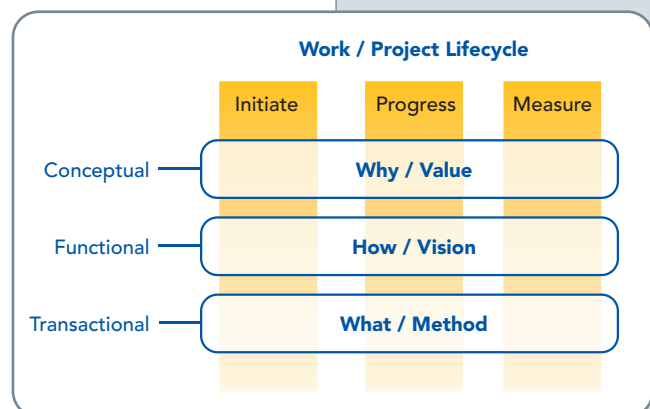 Work / Project Lifecycle
Initiate Progress Measure
Conceptual Why / Value
Functional How / Vision
Transactional What / Method